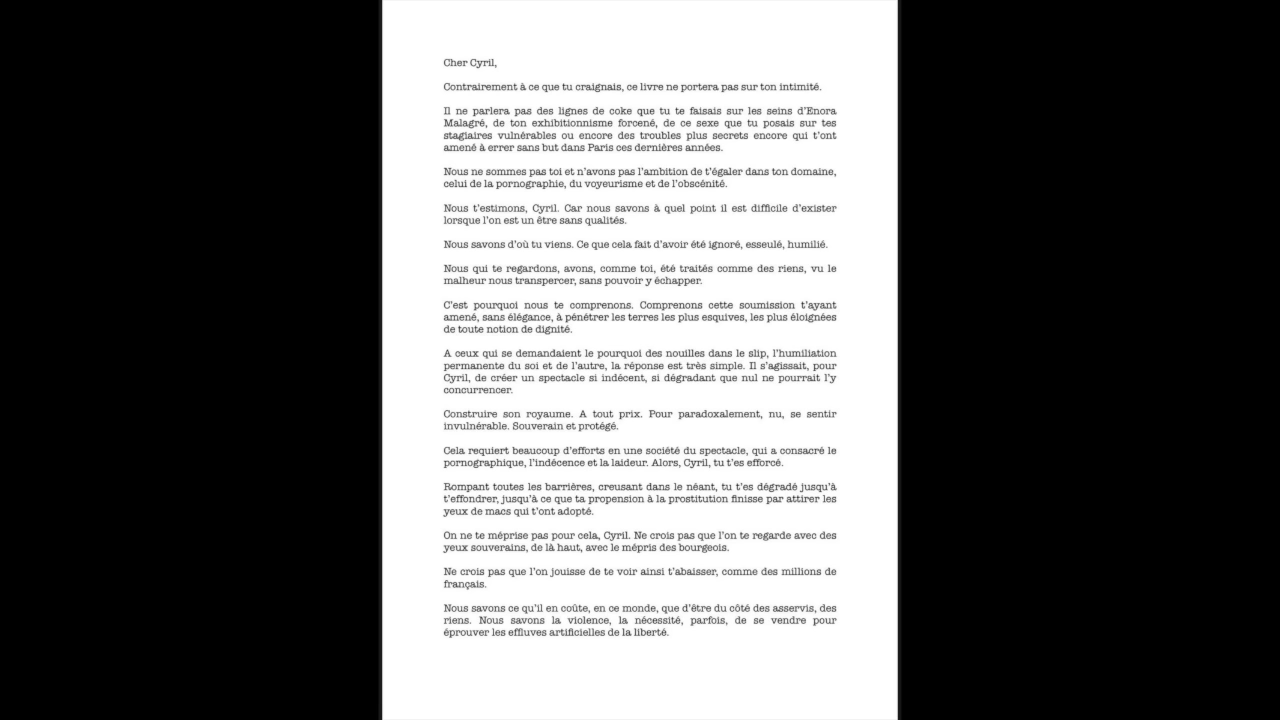 Cher Cyril,
Contrairement à ce que tu craignais, ce livre ne portera pas sur ton intimité.
Il ne parlera pas des lignes de coke que tu te faisais sur les seins d'Enora
Malagré, de ton exhibitionnisme forcené, de ce sexe que tu posais sur tes
stagiaires vulnérables ou encore des troubles plus secrets encore qui t'ont
amené à errer sans but dans Paris ces dernières années.
Nous ne sommes pas toi et n'avons pas l'ambition de t'égaler dans ton domaine,
celui de la pornographie, du voyeurisme et de l'obscénité.
Nous t'estimons, Cyril. Car nous savons à quel point il est difficile d'exister
lorsque l'on est un être sans qualités.
Nous savons d'où tu viens. Ce que cela fait d'avoir été ignoré, esseulé, humilié.
Nous qui te regardons, avons, comme toi, été traités comme des riens, vu le
malheur nous transpercer, sans pouvoir y échapper.
C'est pourquoi nous te comprenons. Comprenons cette soumission t'ayant
amené, sans élégance, à pénétrer les terres les plus esquives, les plus éloignées
de toute notion de dignité.
A ceux qui se demandaient le pourquoi des nouilles dans le slip, l'humiliation
permanente du soi et de l'autre, la réponse est très simple. Il s'agissait, pour
Cyril, de créer un spectacle si indécent, si dégradant que nul ne pourrait l'y
concurrencer.
Construire son royaume. A tout prix. Pour paradoxalement, nu, se sentir
invulnérable. Souverain et protégé.
Cela requiert beaucoup d'efforts en une société du spectacle, qui a consacré le
pornographique, l'indécence et la laideur. Alors, Cyril, tu t'es efforcé.
Rompant toutes les barrières, creusant dans le néant, tu t'es dégradé jusqu'à
t'effondrer, jusqu'à ce que ta propension à la prostitution finisse par attirer les
yeux de macs qui t'ont adopté.
On ne te méprise pas pour cela, Cyril. Ne crois pas que l'on te regarde avec des
yeux souverains, de là haut, avec le mépris des bourgeois.
Ne crois pas que l'on jouisse de te voir ainsi t'abaisser, comme des millions de
français.
Nous savons ce qu'il en coûte, en ce monde, que d'être du côté des asservis, des
riens. Nous savons la violence, la nécessité, parfois, de se vendre pour
éprouver les effluves artificielles de la liberté.